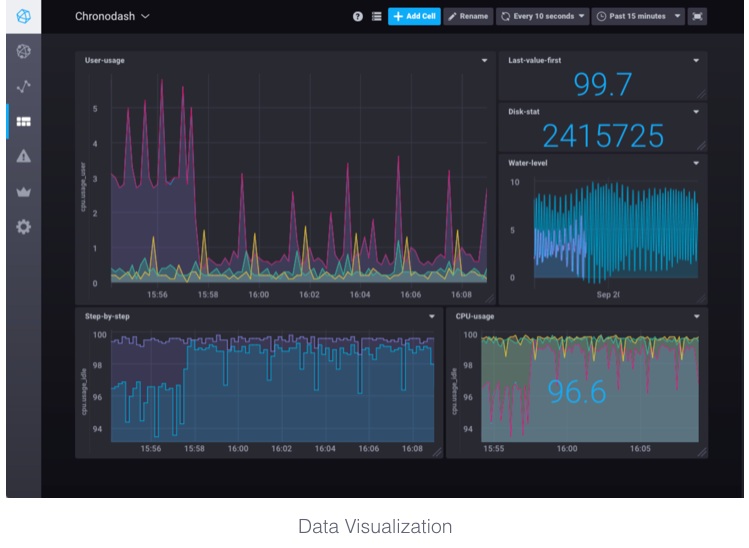 Chronodash
Add Cell
Rename
Every 10 seconds
Past 15 minutes
User-usage
cpu.usage_user
5
4
3
2
1
0
15:56 15:58 16:00 16:02 16:04 16:06 16:08
Last-value-first
99.7
Disk-stat
2415725
Water-level
10
5
0
Step-by-step
cpu.usage_idle
100
98
96
94
15:56 15:58 16:00 16:02 16:04 16:06 16:08
CPU-usage
cpu.usage_idle
100
98
96
94
96.6
15:55 16:00 16:05
Data Visualization